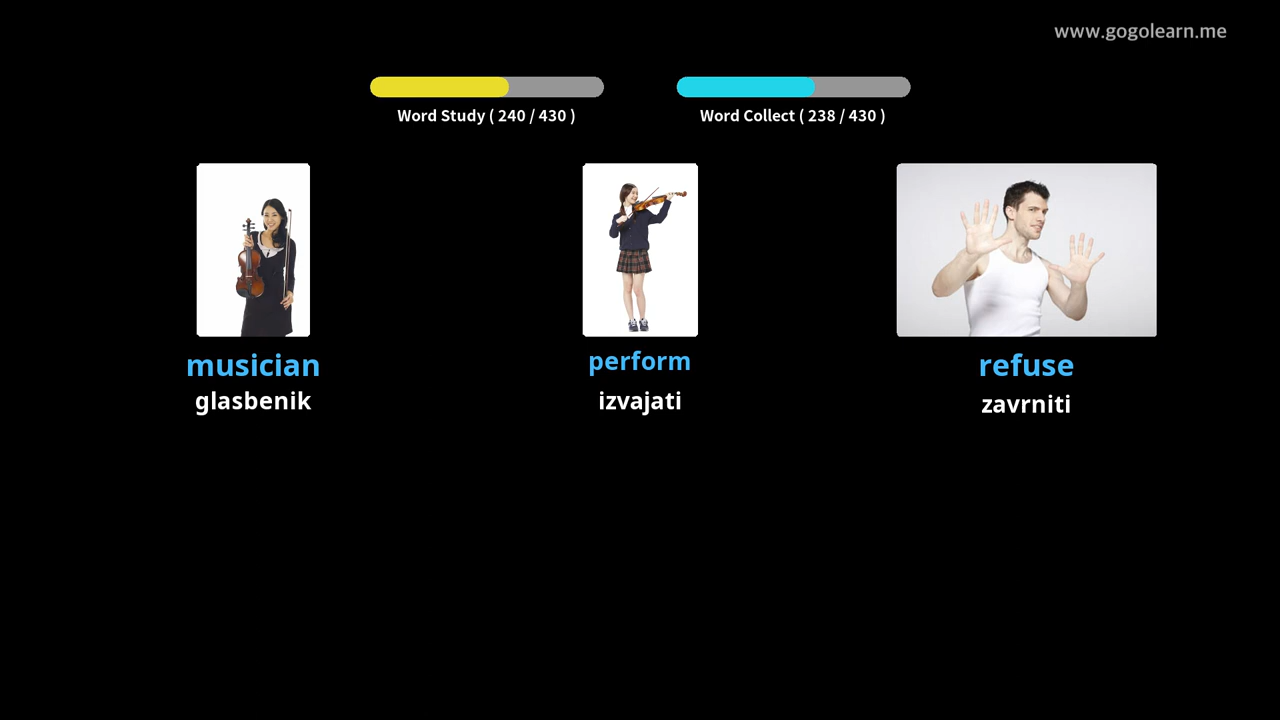 www.gogolearn.me
Word Study ( 240 / 430 )
Word Collect ( 238 / 430 )
musician
perform
refuse
glasbenik
izvajati
zavrniti